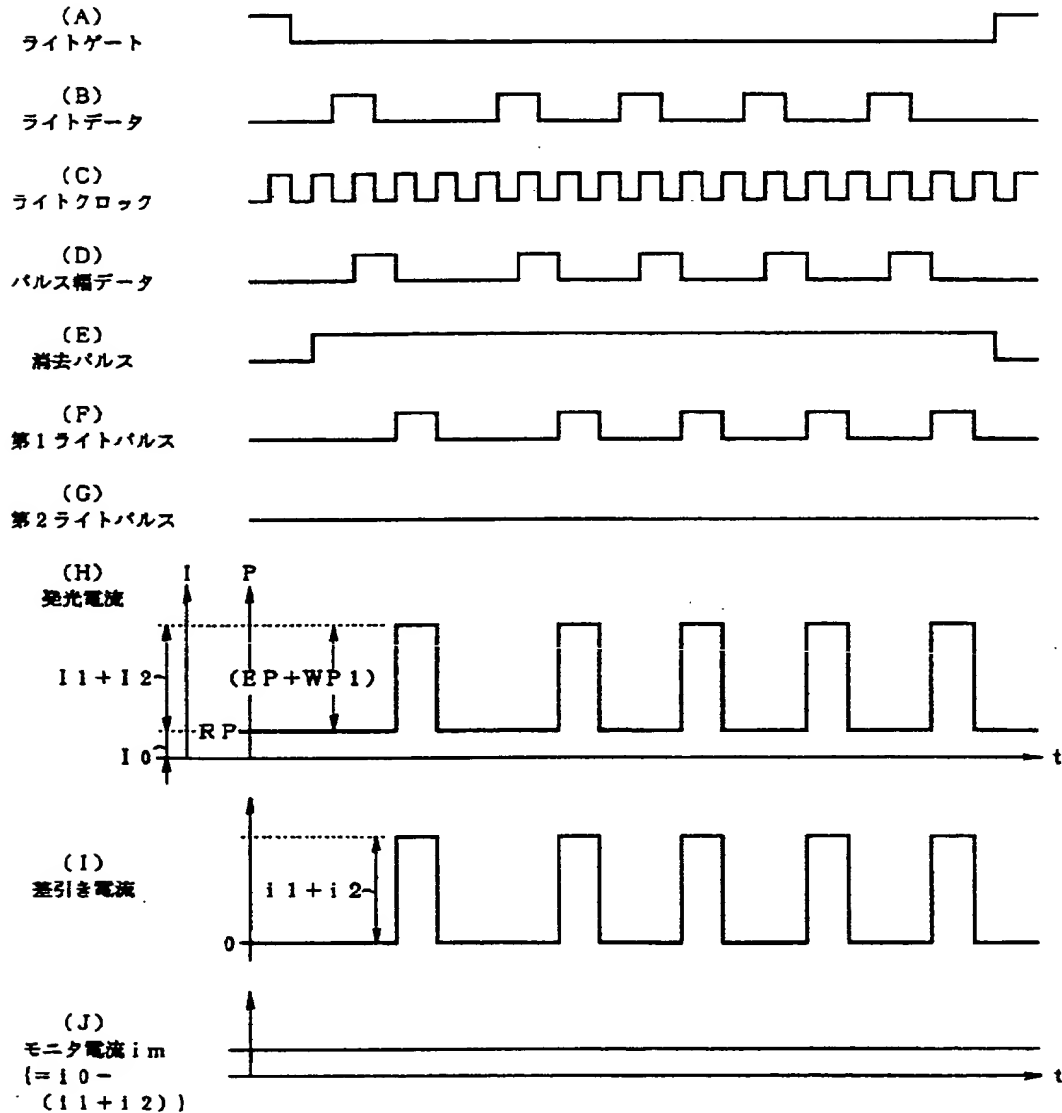 (A)
ライトゲート
(B)
ライトデータ
(C)
ライトクロック
(D)
パルス幅データ
(E)
消去パルス
(F)
第1ライトパルス
(G)
第2ライトパルス
(H)
発光電流
I
P
I1+I2
(EP+WP1)
RP
I0
t
(I)
差引き電流
i1+i2
0
(J)
モニタ電流im
{=i0-
(i1+i2)}
t